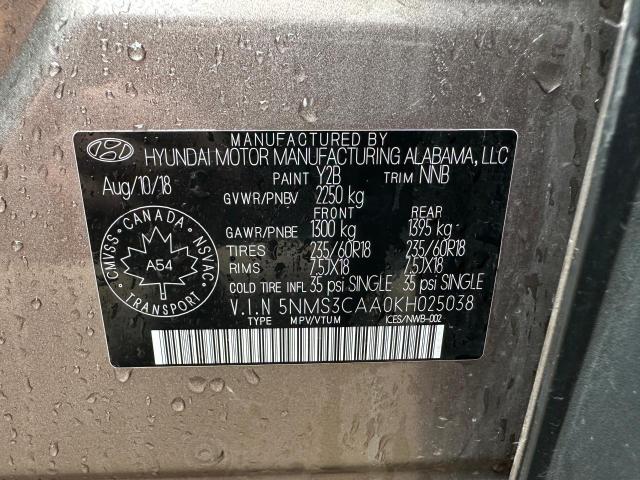 MANUFACTURED BY
HYUNDAI MOTOR MANUFACTURING ALABAMA, LLC
Aug/10/18 PAINT Y2B TRIM NNB
GVWR/PNBV 2250 kg
FRONT REAR
GAWR/PNBE 1300 kg 1395 kg
TIRES 235/60R18 235/60R18
RIMS 7.5JX18 7.5JX18
COLD TIRE INFL 35 psi SINGLE 35 psi SINGLE
V.I.N 5NMS3CAA0KH025038
TYPE MPV/VTUM ICES/NWB-002
CANADA
CMVSS NSVAC
A54
TRANSPORT